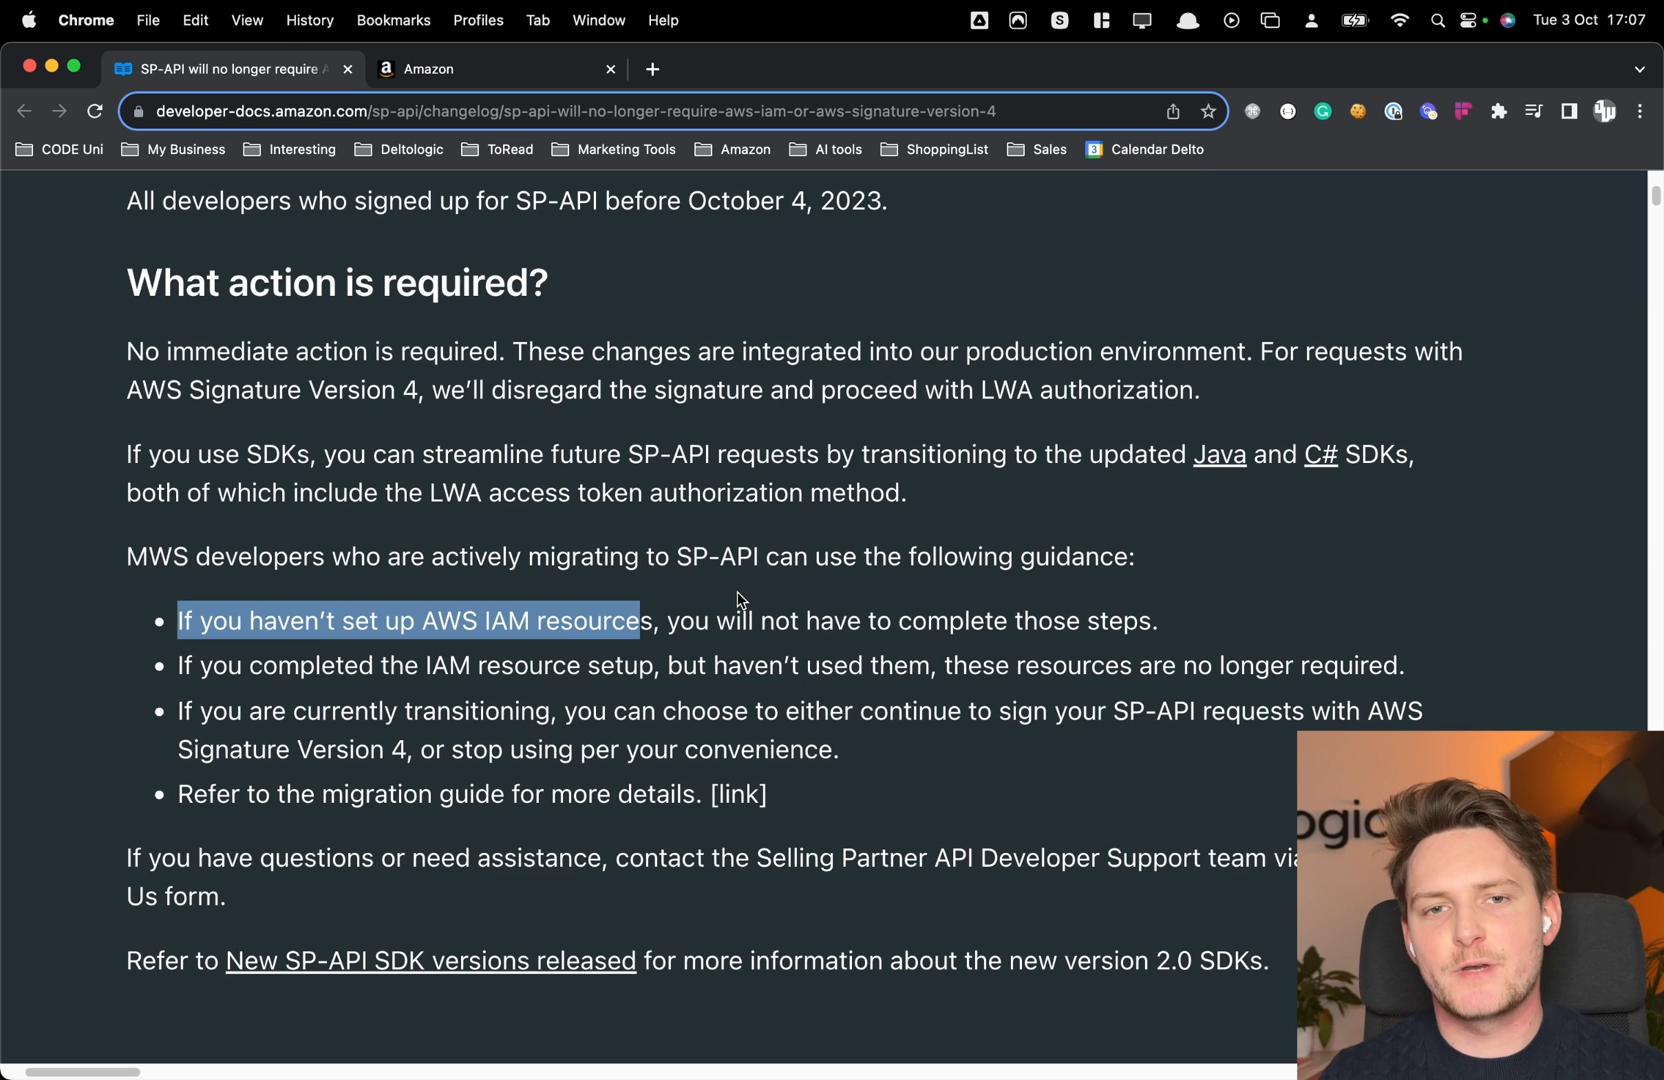 Chrome File Edit View History Bookmarks Profiles Tab Window Help S Tue 3 Oct 17:07
SP-API will no longer require A Amazon
developer-docs.amazon.com/sp-api/changelog/sp-api-will-no-longer-require-aws-iam-or-aws-signature-version-4
CODE Uni My Business Interesting Deltologic ToRead Marketing Tools Amazon AI tools ShoppingList Sales 3 Calendar Delto
All developers who signed up for SP-API before October 4, 2023.
What action is required?
No immediate action is required. These changes are integrated into our production environment. For requests with
AWS Signature Version 4, we’ll disregard the signature and proceed with LWA authorization.
If you use SDKs, you can streamline future SP-API requests by transitioning to the updated Java and C# SDKs,
both of which include the LWA access token authorization method.
MWS developers who are actively migrating to SP-API can use the following guidance:
• If you haven’t set up AWS IAM resources, you will not have to complete those steps.
• If you completed the IAM resource setup, but haven’t used them, these resources are no longer required.
• If you are currently transitioning, you can choose to either continue to sign your SP-API requests with AWS
Signature Version 4, or stop using per your convenience.
• Refer to the migration guide for more details. [link]
If you have questions or need assistance, contact the Selling Partner API Developer Support team via
Us form.
Refer to New SP-API SDK versions released for more information about the new version 2.0 SDKs.
ogic